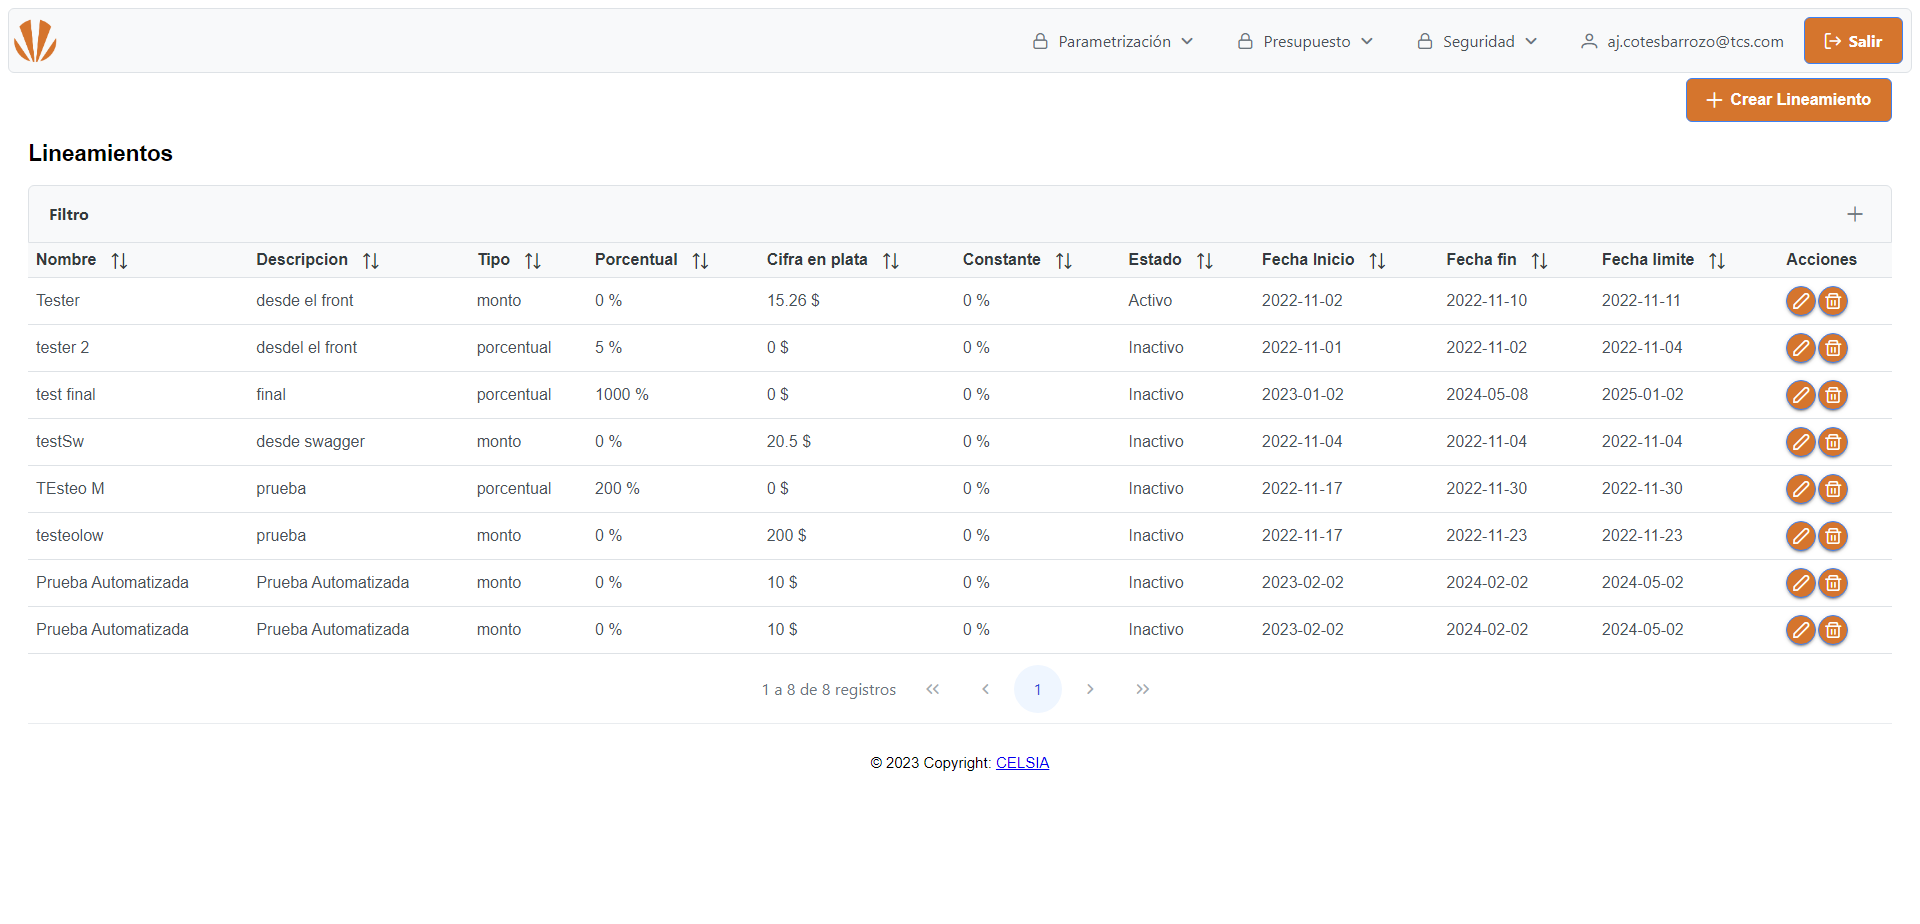 Parametrización Presupuesto Seguridad aj.cotesbarrozo@tcs.com Salir
Crear Lineamiento
Lineamientos
Filtro
Nombre Descripcion Tipo Porcentual Cifra en plata Constante Estado Fecha Inicio Fecha fin Fecha limite Acciones
Tester desde el front monto 0 % 15.26 $ 0 % Activo 2022-11-02 2022-11-10 2022-11-11
tester 2 desdel el front porcentual 5 % 0 $ 0 % Inactivo 2022-11-01 2022-11-02 2022-11-04
test final final porcentual 1000 % 0 $ 0 % Inactivo 2023-01-02 2024-05-08 2025-01-02
testSw desde swagger monto 0 % 20.5 $ 0 % Inactivo 2022-11-04 2022-11-04 2022-11-04
TEsteo M prueba porcentual 200 % 0 $ 0 % Inactivo 2022-11-17 2022-11-30 2022-11-30
testeolow prueba monto 0 % 200 $ 0 % Inactivo 2022-11-17 2022-11-23 2022-11-23
Prueba Automatizada Prueba Automatizada monto 0 % 10 $ 0 % Inactivo 2023-02-02 2024-02-02 2024-05-02
Prueba Automatizada Prueba Automatizada monto 0 % 10 $ 0 % Inactivo 2023-02-02 2024-02-02 2024-05-02
1 a 8 de 8 registros 1
© 2023 Copyright: CELSIA